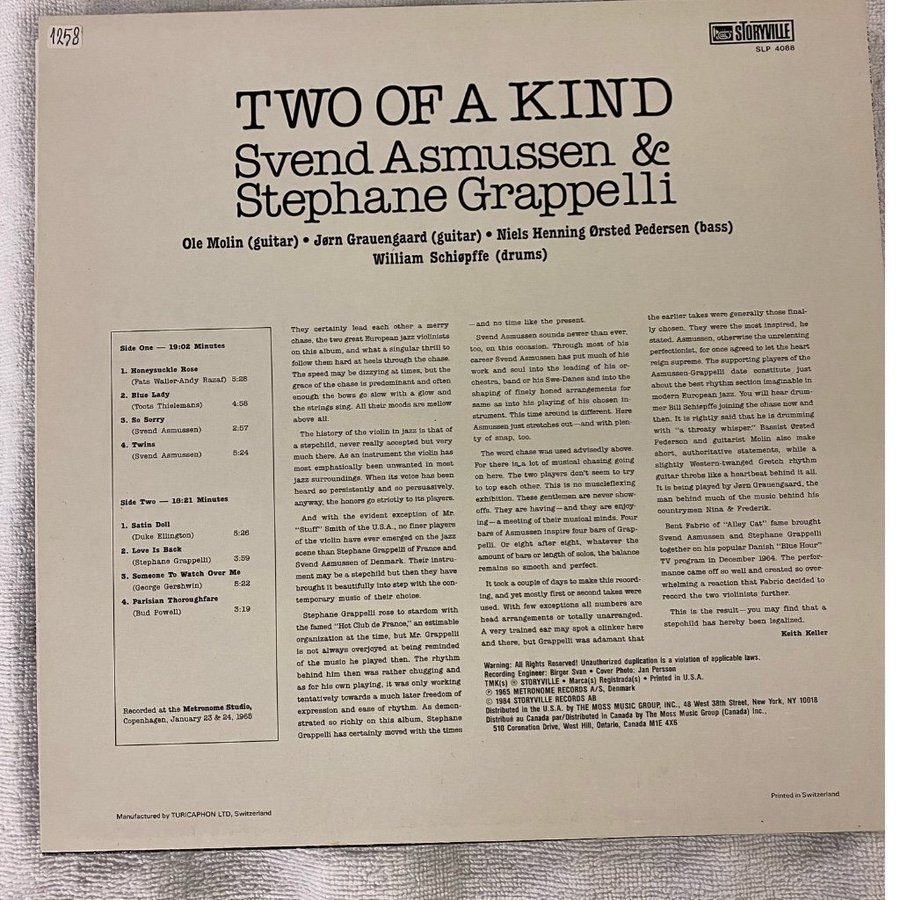 1258
STORYVILLE
SLP 4088
TWO OF A KIND
Svend Asmussen &
Stephane Grappelli
Ole Molin (guitar) • Jørn Grauengaard (guitar) • Niels Henning Ørsted Pedersen (bass)
William Schiøpffe (drums)
Side One — 19:02 Minutes
1. Honeysuckle Rose
(Fats Waller-Andy Razaf) 5:28
2. Blue Lady
(Toots Thielemans) 4:58
3. So Sorry
(Svend Asmussen) 2:57
4. Twins
(Svend Asmussen) 5:24
Side Two — 18:21 Minutes
1. Satin Doll
(Duke Ellington) 5:26
2. Love Is Back
(Stephane Grappelli) 3:59
3. Someone To Watch Over Me
(George Gershwin) 5:22
4. Parisian Thoroughfare
(Bud Powell) 3:19
Recorded at the Metronome Studio,
Copenhagen, January 23 & 24, 1965
They certainly lead each other a merry
chase, the two great European jazz violinists
on this album, and what a singular thrill to
follow them hard at heels through the chase.
The speed may be dizzying at times, but the
grace of the chase is predominant and often
enough the bows go slow with a glow and
the strings sing. All their moods are mellow
above all.
The history of the violin in jazz is that of
a stepchild, never really accepted but very
much there. As an instrument the violin has
most emphatically been unwanted in most
jazz surroundings. When its voice has been
heard so persistently and so persuasively,
anyway, the honors go strictly to its players.
And with the evident exception of Mr.
"Stuff" Smith of the U.S.A., no finer players
of the violin have ever emerged on the jazz
scene than Stephane Grappelli of France and
Svend Asmussen of Denmark. Their instru-
ment may be a stepchild but then they have
brought it beautifully into step with the con-
temporary music of their choice.
Stephane Grappelli rose to stardom with
the famed "Hot Club de France," an estimable
organization at the time, but Mr. Grappelli
is not always overjoyed at being reminded
of the music he played then. The rhythm
behind him then was rather chugging and
as for his own playing, it was only working
tentatively towards a much later freedom of
expression and ease of rhythm. As demon-
strated so richly on this album, Stephane
Grappelli has certainly moved with the times
—and no time like the present.
Svend Asmussen sounds newer than ever,
too, on this occasion. Through most of his
career Svend Asmussen has put much of his
work and soul into the leading of his or-
chestra, band or his Swe-Danes and into the
shaping of finely honed arrangements for
same as into his playing of his chosen in-
strument. This time around is different. Here
Asmussen just stretches out—and with plen-
ty of snap, too.
The word chase was used advisedly above.
For there is a lot of musical chasing going
on here. The two players don't seem to try
to top each other. This is no muscleflexing
exhibition. These gentlemen are never show-
offs. They are having—and they are enjoy-
ing—a meeting of their musical minds. Four
bars of Asmussen inspire four bars of Grap-
pelli. Or eight after eight, whatever the
amount of bars or length of solos, the balance
remains so smooth and perfect.
It took a couple of days to make this record-
ing, and yet mostly first or second takes were
used. With few exceptions all numbers are
head arrangements or totally unarranged.
A very trained ear may spot a clinker here
and there, but Grappelli was adamant that
the earlier takes were generally those final-
ly chosen. They were the most inspired, he
stated. Asmussen, otherwise the unrelenting
perfectionist, for once agreed to let the heart
reign supreme. The supporting players of the
Asmussen-Grappelli date constitute just
about the best rhythm section imaginable in
modern European jazz. You will hear drum-
mer Bill Schiøpffe joining the chase now and
then. It is rightly said that he is drumming
with "a throaty whisper." Bassist Ørsted
Pedersen and guitarist Molin also make
short, authoritative statements, while a
slightly Western-twanged Gretch rhythm
guitar throbs like a heartbeat behind it all.
It is being played by Jørn Grauengaard, the
man behind much of the music behind his
countrymen Nina & Frederik.
Bent Fabric of "Alley Cat" fame brought
Svend Asmussen and Stephane Grappelli
together on his popular Danish "Blue Hour"
TV program in December 1964. The perfor-
mance came off so well and created so over-
whelming a reaction that Fabric decided to
record the two violinists further.
This is the result—you may find that a
stepchild has hereby been legalized.
Keith Keller
Warning: All Rights Reserved! Unauthorized duplication is a violation of applicable laws.
Recording Engineer: Birger Svan • Cover Photo: Jan Persson
TMK(s) ® STORYVILLE • Marca(s) Registrada(s) • Printed in U.S.A.
℗ 1965 METRONOME RECORDS A/S, Denmark
© 1984 STORYVILLE RECORDS AB
Distributed in the U.S.A. by THE MOSS MUSIC GROUP, INC., 48 West 38th Street, New York, NY 10018
Distribué au Canada par/Distributed in Canada by The Moss Music Group (Canada) Inc.,
510 Coronation Drive, West Hill, Ontario, Canada M1E 4X6
Manufactured by TURICAPHON LTD, Switzerland
Printed in Switzerland